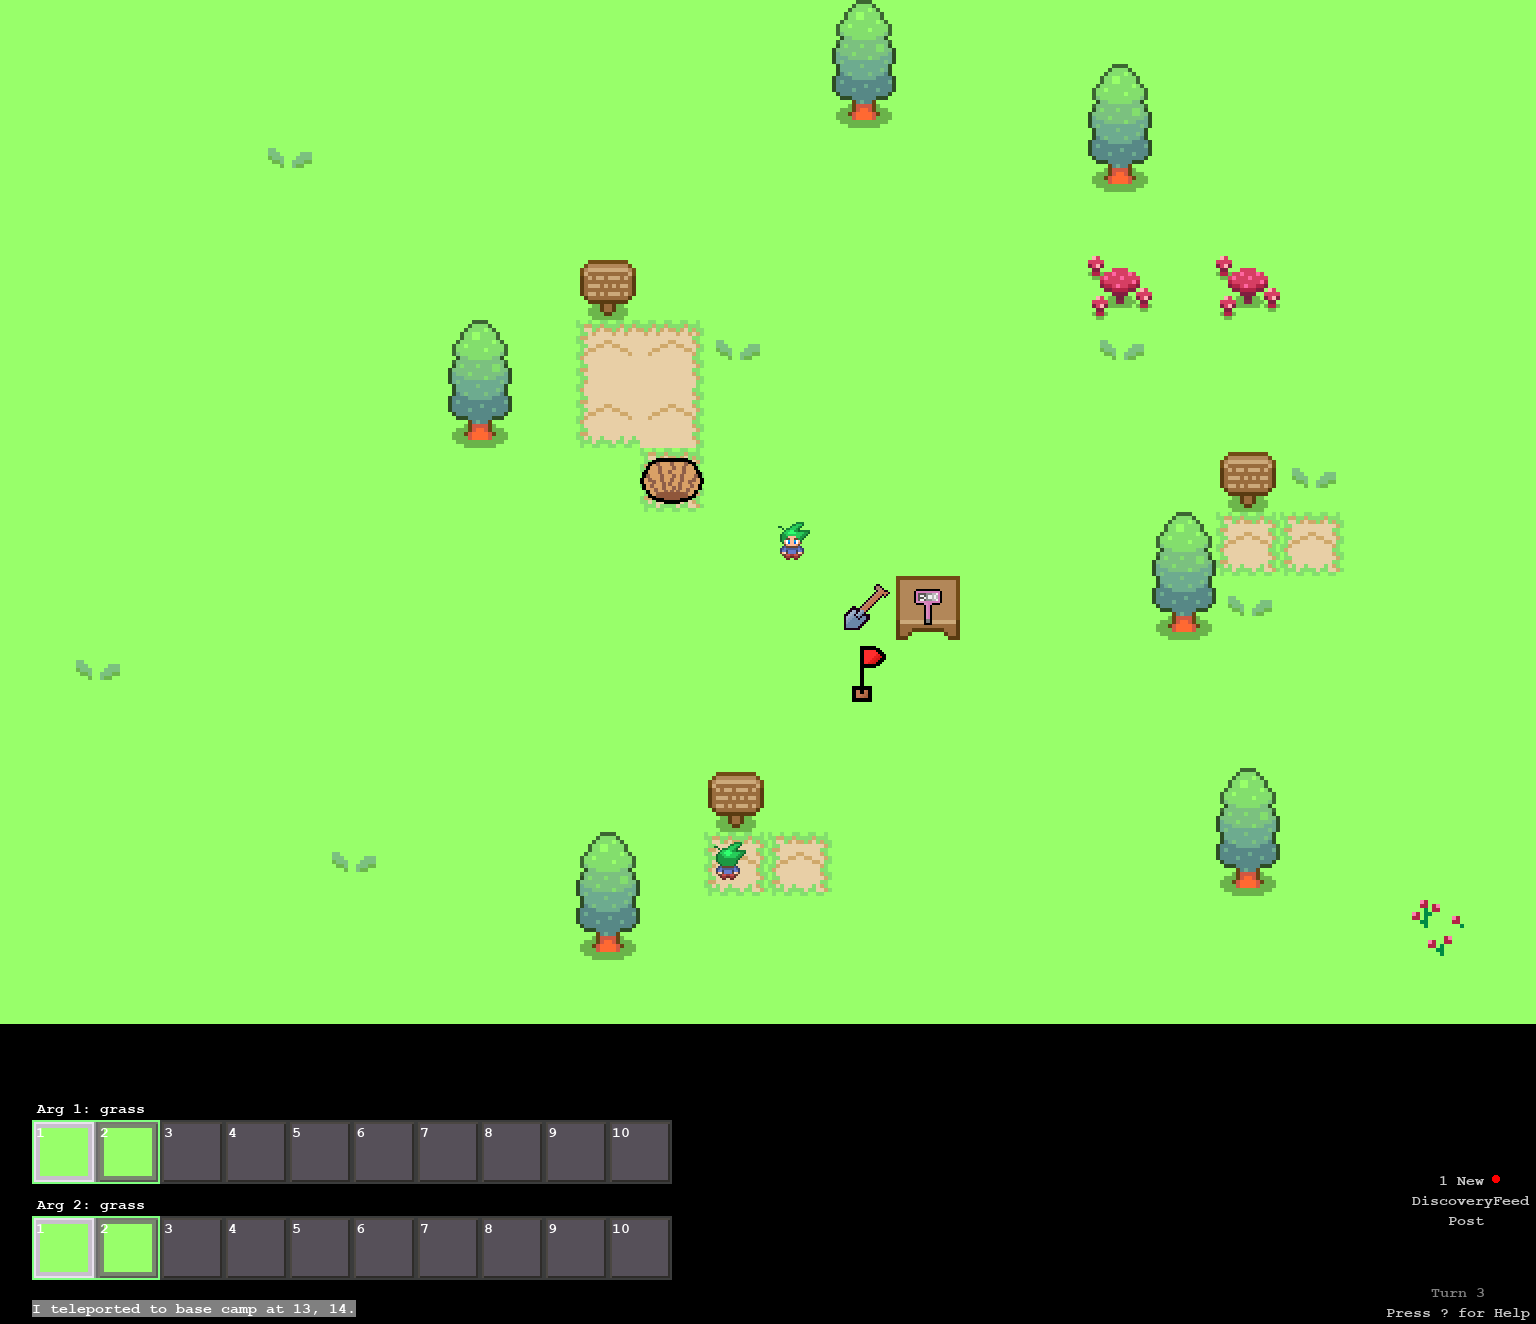 Arg 1: grass
1 2 3 4 5 6 7 8 9 10
Arg 2: grass
1 2 3 4 5 6 7 8 9 10
I teleported to base camp at 13, 14.
1 New
DiscoveryFeed
Post
Turn 3
Press ? for Help